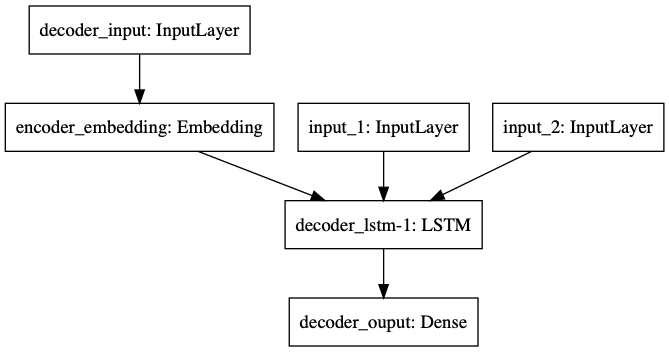 decoder_input: InputLayer
encoder_embedding: Embedding
input_1: InputLayer
input_2: InputLayer
decoder_lstm-1: LSTM
decoder_ouput: Dense